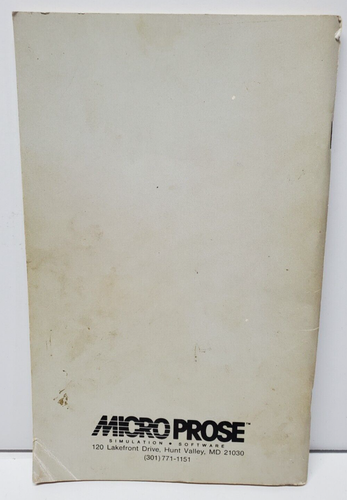 MICRO PROSE™
SIMULATION • SOFTWARE
120 Lakefront Drive, Hunt Valley, MD 21030
(301) 771-1151